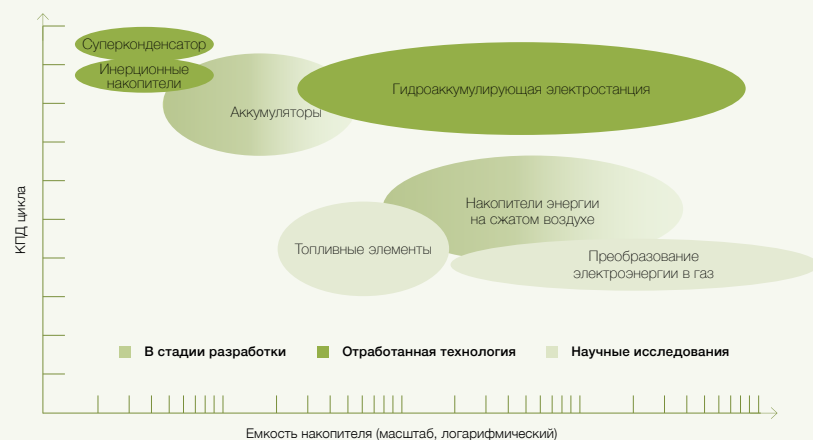 Суперконденсатор
Инерционные
накопители
Аккумуляторы
Гидроаккумулирующая электростанция
КПД цикла
Накопители энергии
на сжатом воздухе
Топливные элементы
Преобразование
электроэнергии в газ
В стадии разработки
Отработанная технология
Научные исследования
Емкость накопителя (масштаб, логарифмический)